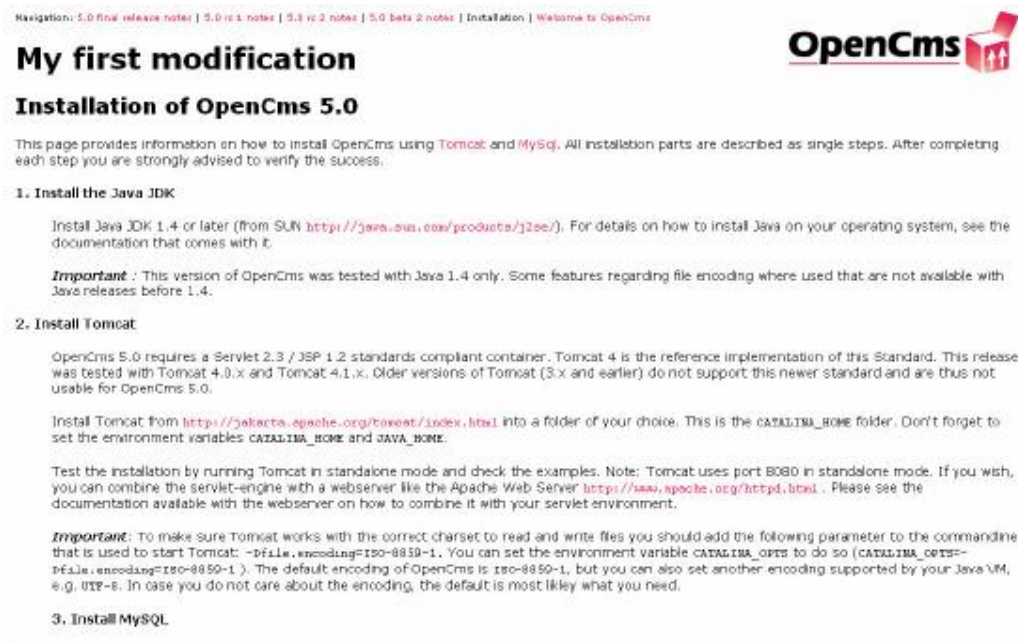 Navigation: 5.0 final release notes | 5.0 rc 1 notes | 5.0 rc 2 notes | 5.0 beta 2 notes | Installation | Welcome to OpenCms
OpenCms
My first modification
Installation of OpenCms 5.0
This page provides information on how to install OpenCms using Tomcat and MySql. All installation parts are described as single steps. After completing
each step you are strongly advised to verify the success.
1. Install the Java JDK
Install Java JDK 1.4 or later (from SUN http://java.sun.com/products/j2se/). For details on how to install Java on your operating system, see the
documentation that comes with it.
Important : This version of OpenCms was tested with Java 1.4 only. Some features regarding file encoding where used that are not available with
Java releases before 1.4.
2. Install Tomcat
OpenCms 5.0 requires a Servlet 2.3 / JSP 1.2 standards compliant container. Tomcat 4 is the reference implementation of this Standard. This release
was tested with Tomcat 4.0.x and Tomcat 4.1.x. Older versions of Tomcat (3.x and earlier) do not support this newer standard and are thus not
usable for OpenCms 5.0.
Install Tomcat from http://jakarta.apache.org/tomcat/index.html into a folder of your choice. This is the CATALINA_HOME folder. Don't forget to
set the environment variables CATALINA_HOME and JAVA_HOME.
Test the installation by running Tomcat in standalone mode and check the examples. Note: Tomcat uses port 8080 in standalone mode. If you wish,
you can combine the servlet-engine with a webserver like the Apache Web Server http://www.apache.org/httpd.html . Please see the
documentation available with the webserver on how to combine it with your servlet environment.
Important: To make sure Tomcat works with the correct charset to read and write files you should add the following parameter to the commandline
that is used to start Tomcat: -Dfile.encoding=ISO-8859-1. You can set the environment variable CATALINA_OPTS to do so (CATALINA_OPTS=-
Dfile.encoding=ISO-8859-1 ). The default encoding of OpenCms is ISO-8859-1, but you can also set another encoding supported by your Java VM,
e.g. UTF-8. In case you do not care about the encoding, the default is most likley what you need.
3. Install MySQL